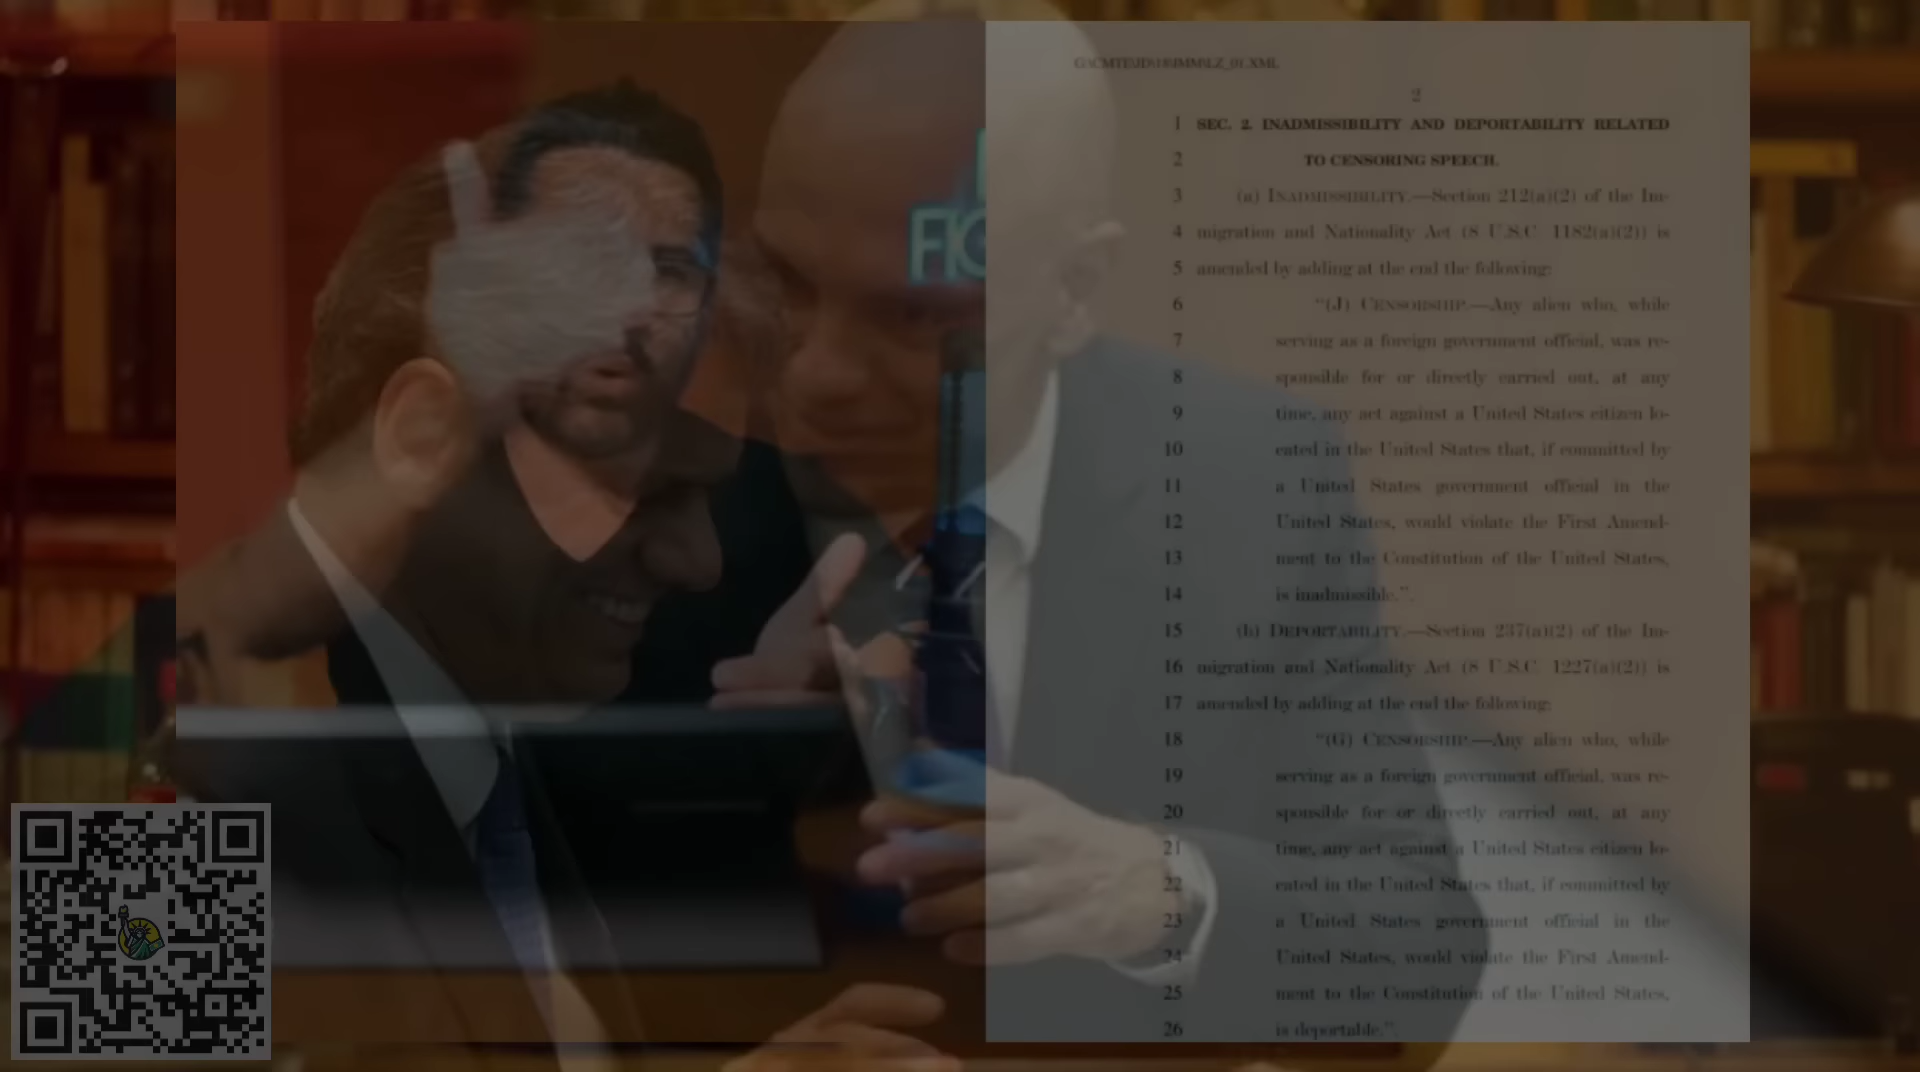 FIG
G:\CMTE\JD\18\IMM\LZ_01.XML
2
1 SEC. 2. INADMISSIBILITY AND DEPORTABILITY RELATED
2 TO CENSORING SPEECH.
3 (a) INADMISSIBILITY.—Section 212(a)(2) of the Im-
4 migration and Nationality Act (8 U.S.C. 1182(a)(2)) is
5 amended by adding at the end the following:
6 “(J) CENSORSHIP.—Any alien who, while
7 serving as a foreign government official, was re-
8 sponsible for or directly carried out, at any
9 time, any act against a United States citizen lo-
10 cated in the United States that, if committed by
11 a United States government official in the
12 United States, would violate the First Amend-
13 ment to the Constitution of the United States,
14 is inadmissible.”.
15 (b) DEPORTABILITY.—Section 237(a)(2) of the Im-
16 migration and Nationality Act (8 U.S.C. 1227(a)(2)) is
17 amended by adding at the end the following:
18 “(G) CENSORSHIP.—Any alien who, while
19 serving as a foreign government official, was re-
20 sponsible for or directly carried out, at any
21 time, any act against a United States citizen lo-
22 cated in the United States that, if committed by
23 a United States government official in the
24 United States, would violate the First Amend-
25 ment to the Constitution of the United States,
26 is deportable.”.